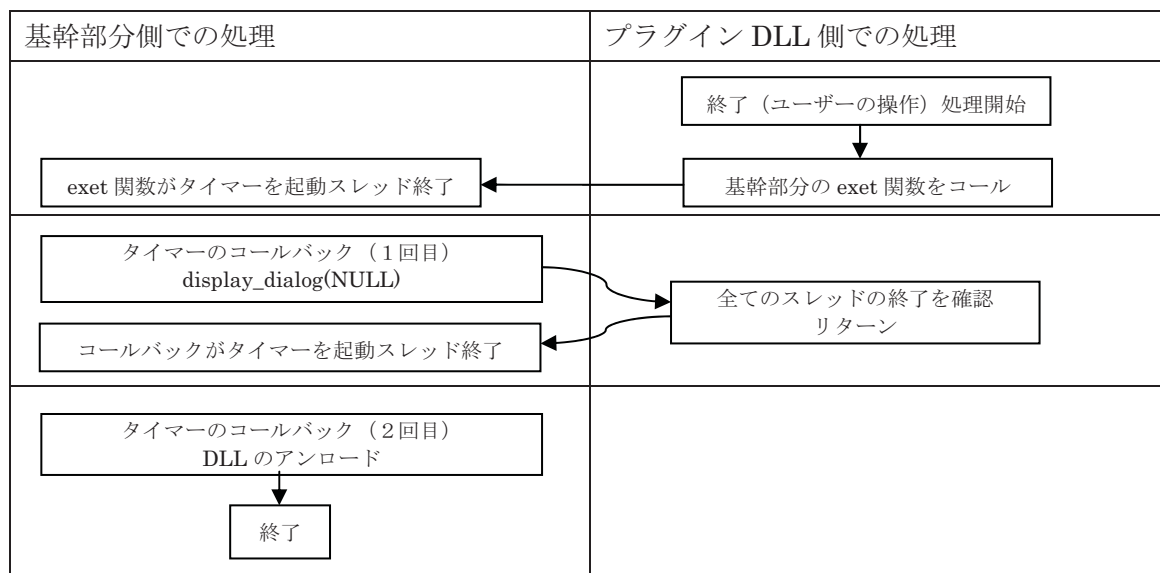 基幹部分側での処理
プラグイン DLL 側での処理
終了（ユーザーの操作）処理開始
exet 関数がタイマーを起動スレッド終了
基幹部分の exet 関数をコール
タイマーのコールバック（１回目）
display_dialog(NULL)
全てのスレッドの終了を確認
リターン
コールバックがタイマーを起動スレッド終了
タイマーのコールバック（２回目）
DLL のアンロード
終了